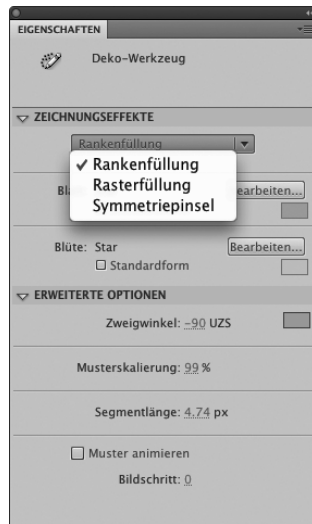 EIGENSCHAFTEN
Deko-Werkzeug
ZEICHNUNGSEFFEKTE
Rankenfüllung
✓ Rankenfüllung
Rasterfüllung
Symmetriepinsel
Blüte: Star
Bearbeiten...
Standardform
ERWEITERTE OPTIONEN
Zweigwinkel: -90 UZS
Musterskalierung: 99 %
Segmentlänge: 4.74 px
Muster animieren
Bildschritt: 0